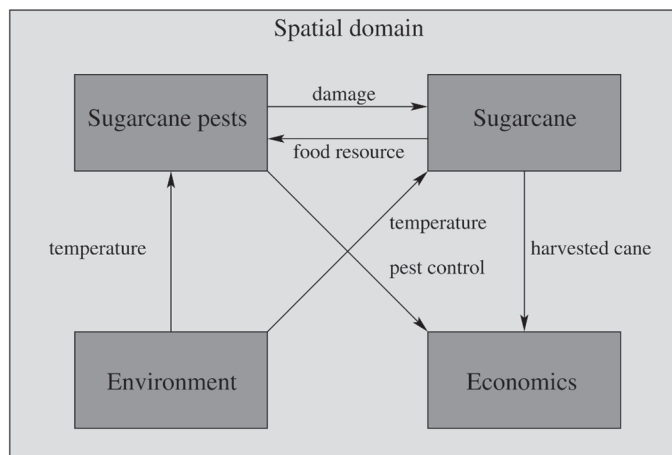 Spatial domain
Sugarcane pests
damage
Sugarcane
food resource
temperature
temperature
pest control
harvested cane
Environment
Economics